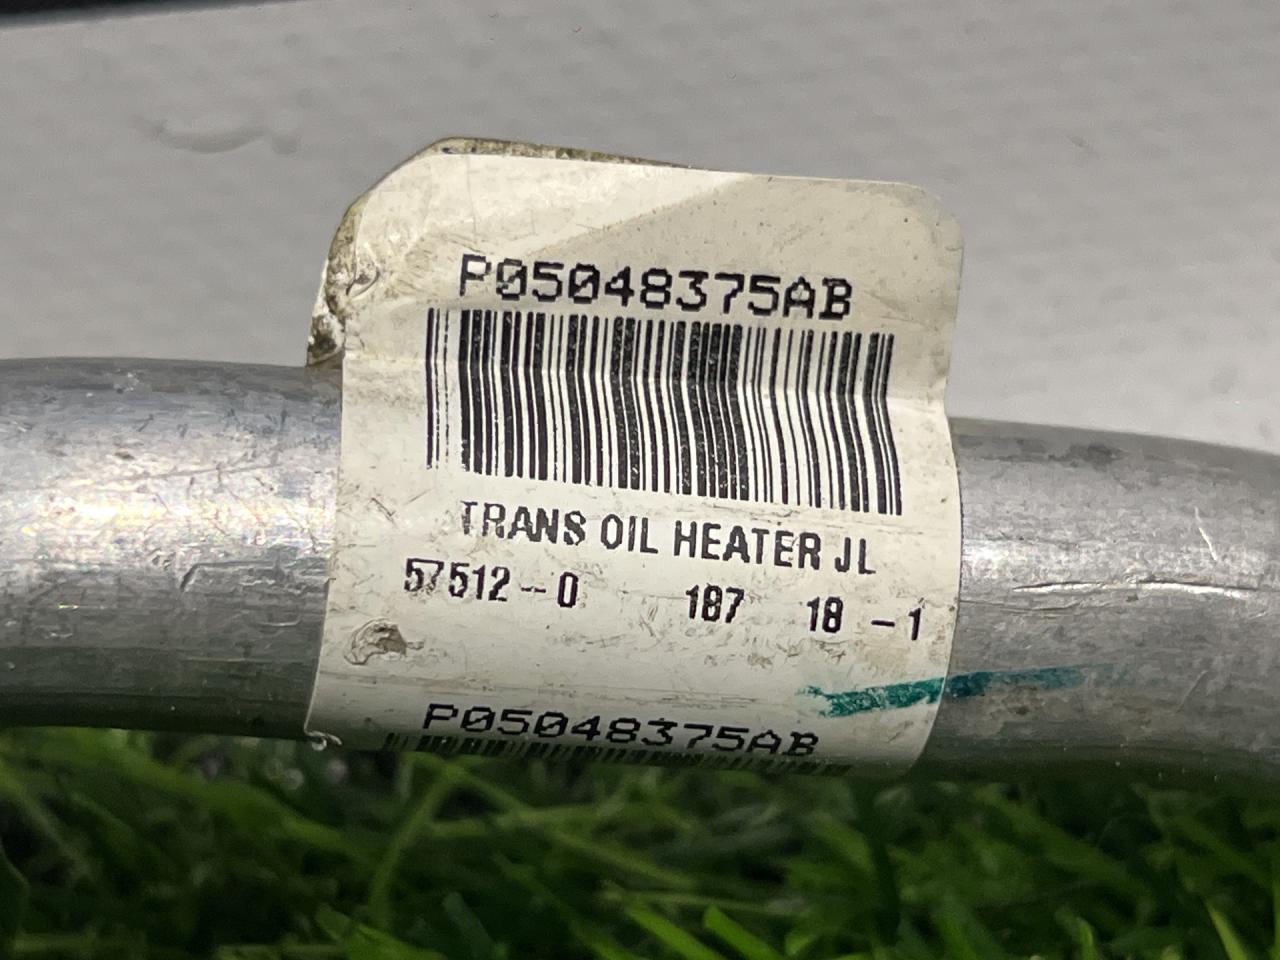 P05048375AB
TRANS OIL HEATER JL
57512--0 187 18 -1
P05048375AB